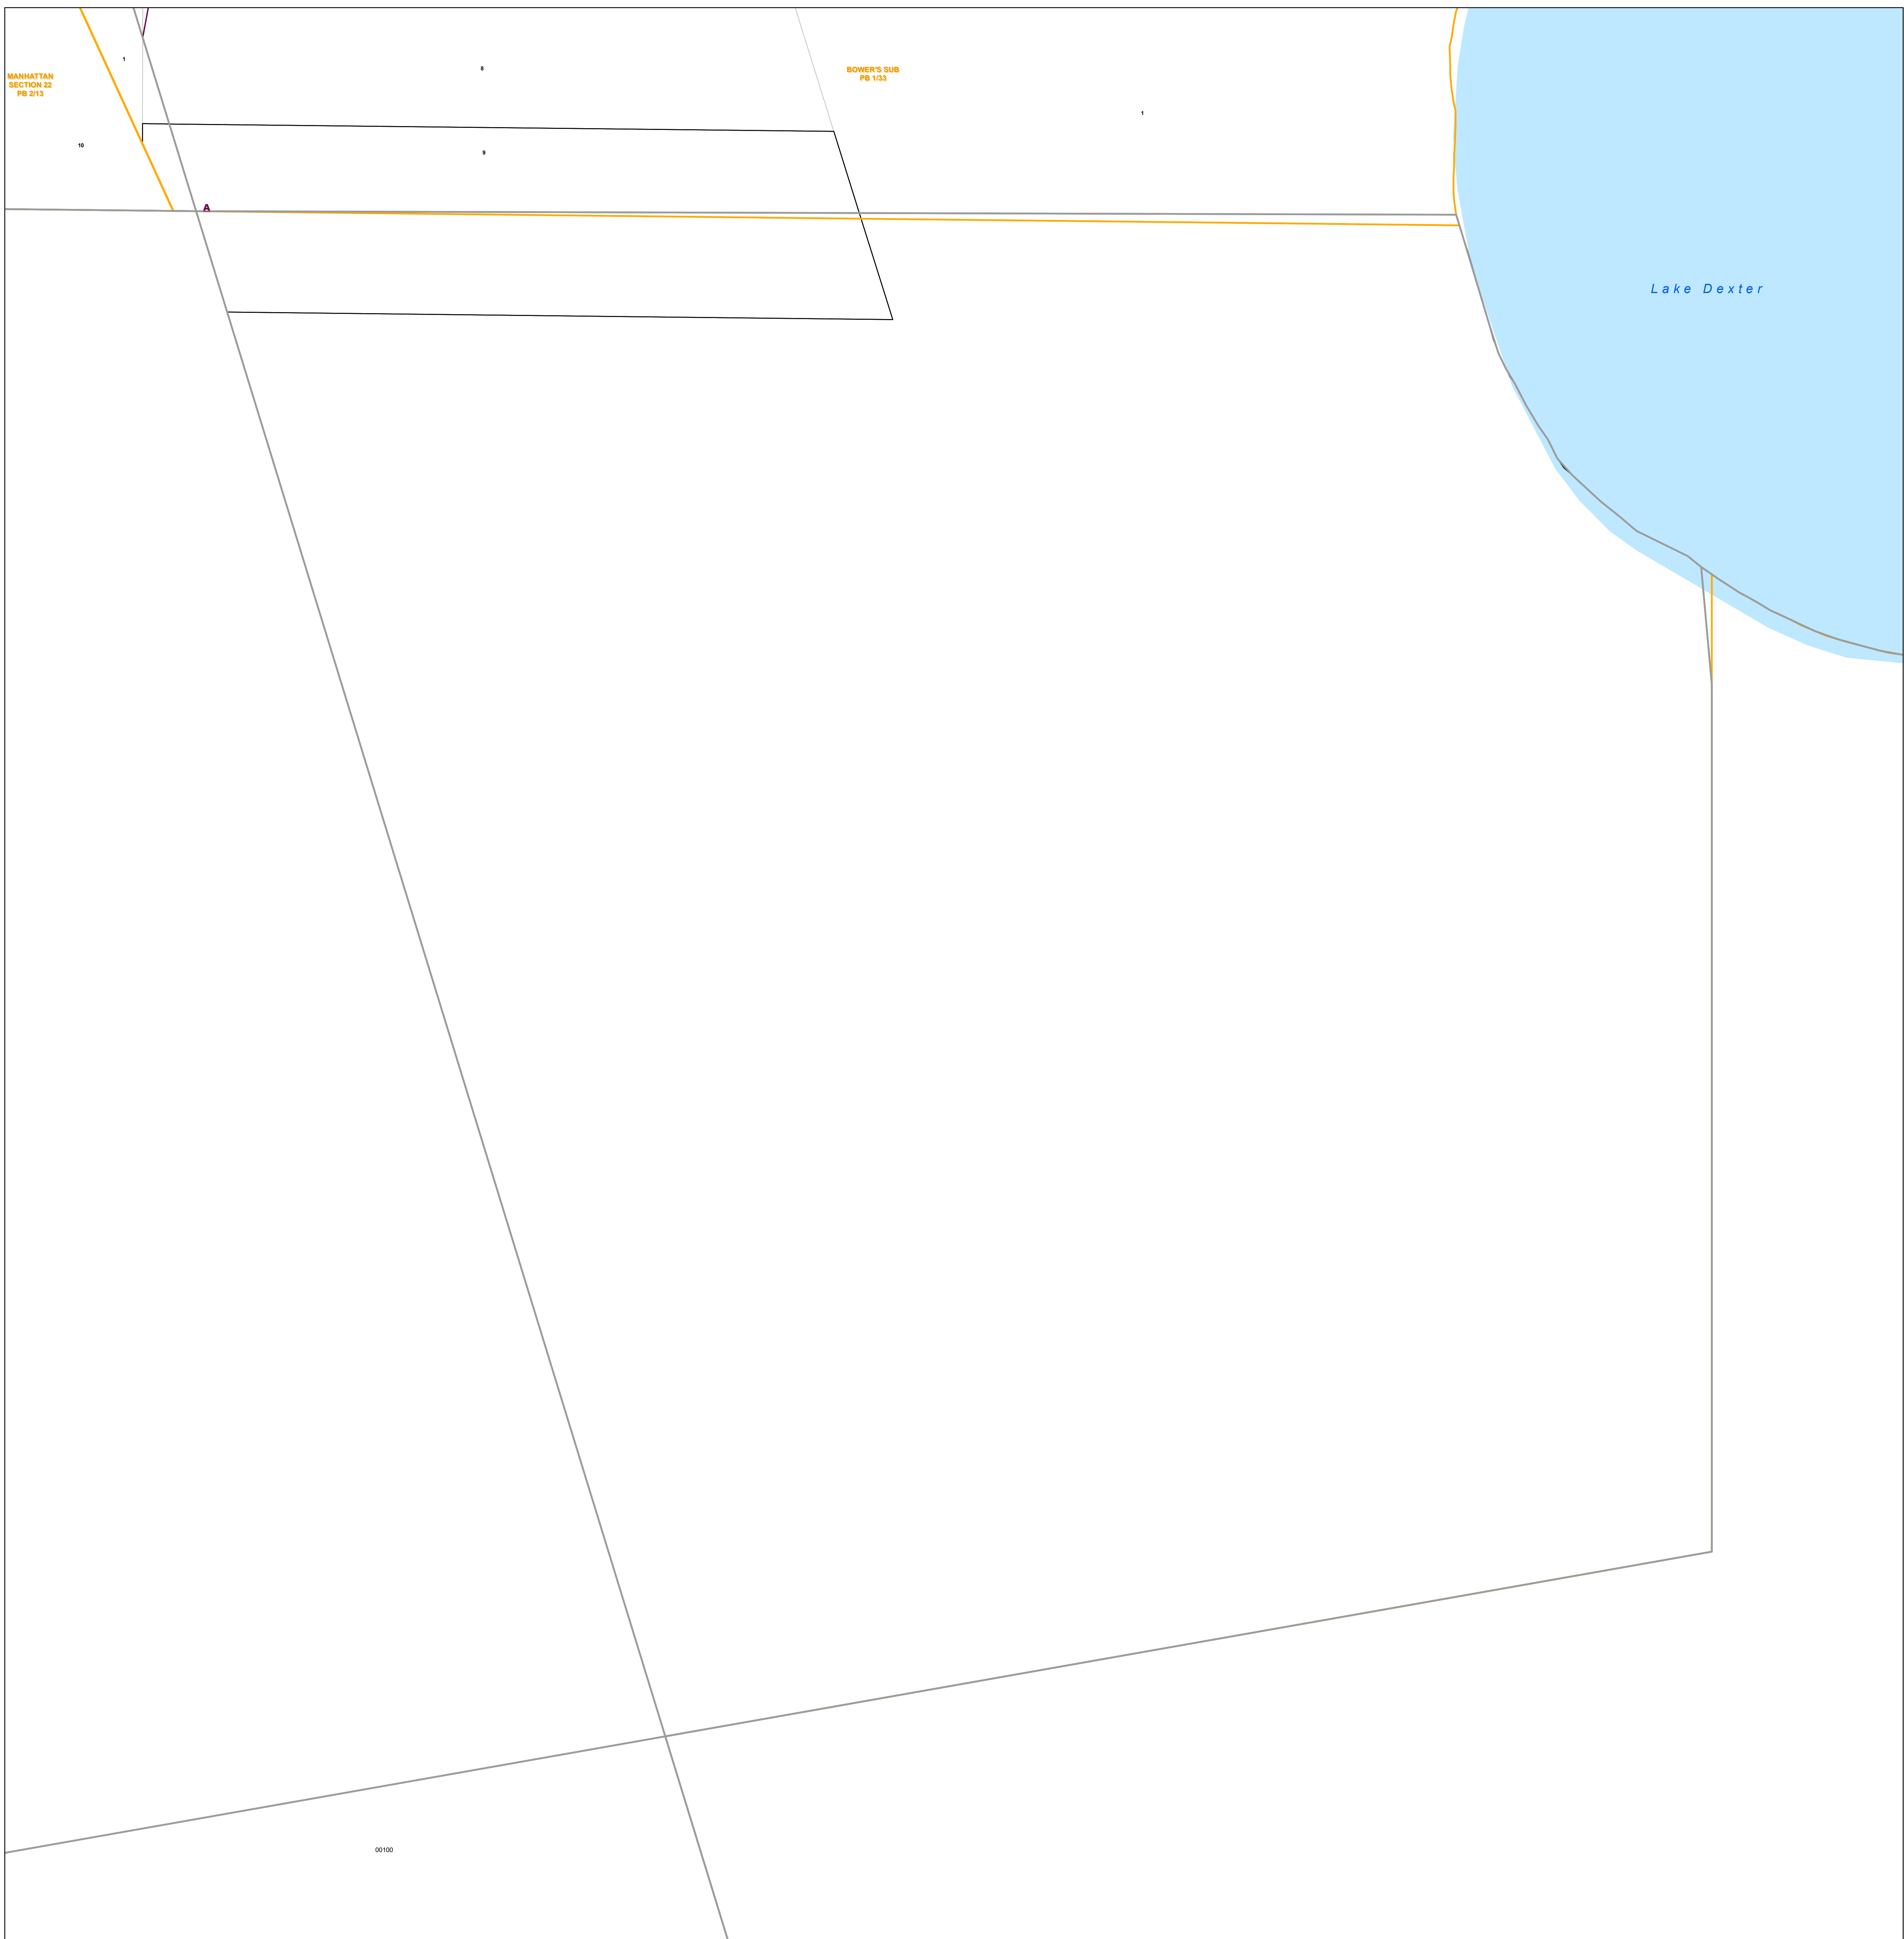 1
8
MANHATTAN
SECTION 22
PB 2/13
BOWER'S SUB
PB 1/33
1
10
9
A
Lake Dexter
00100